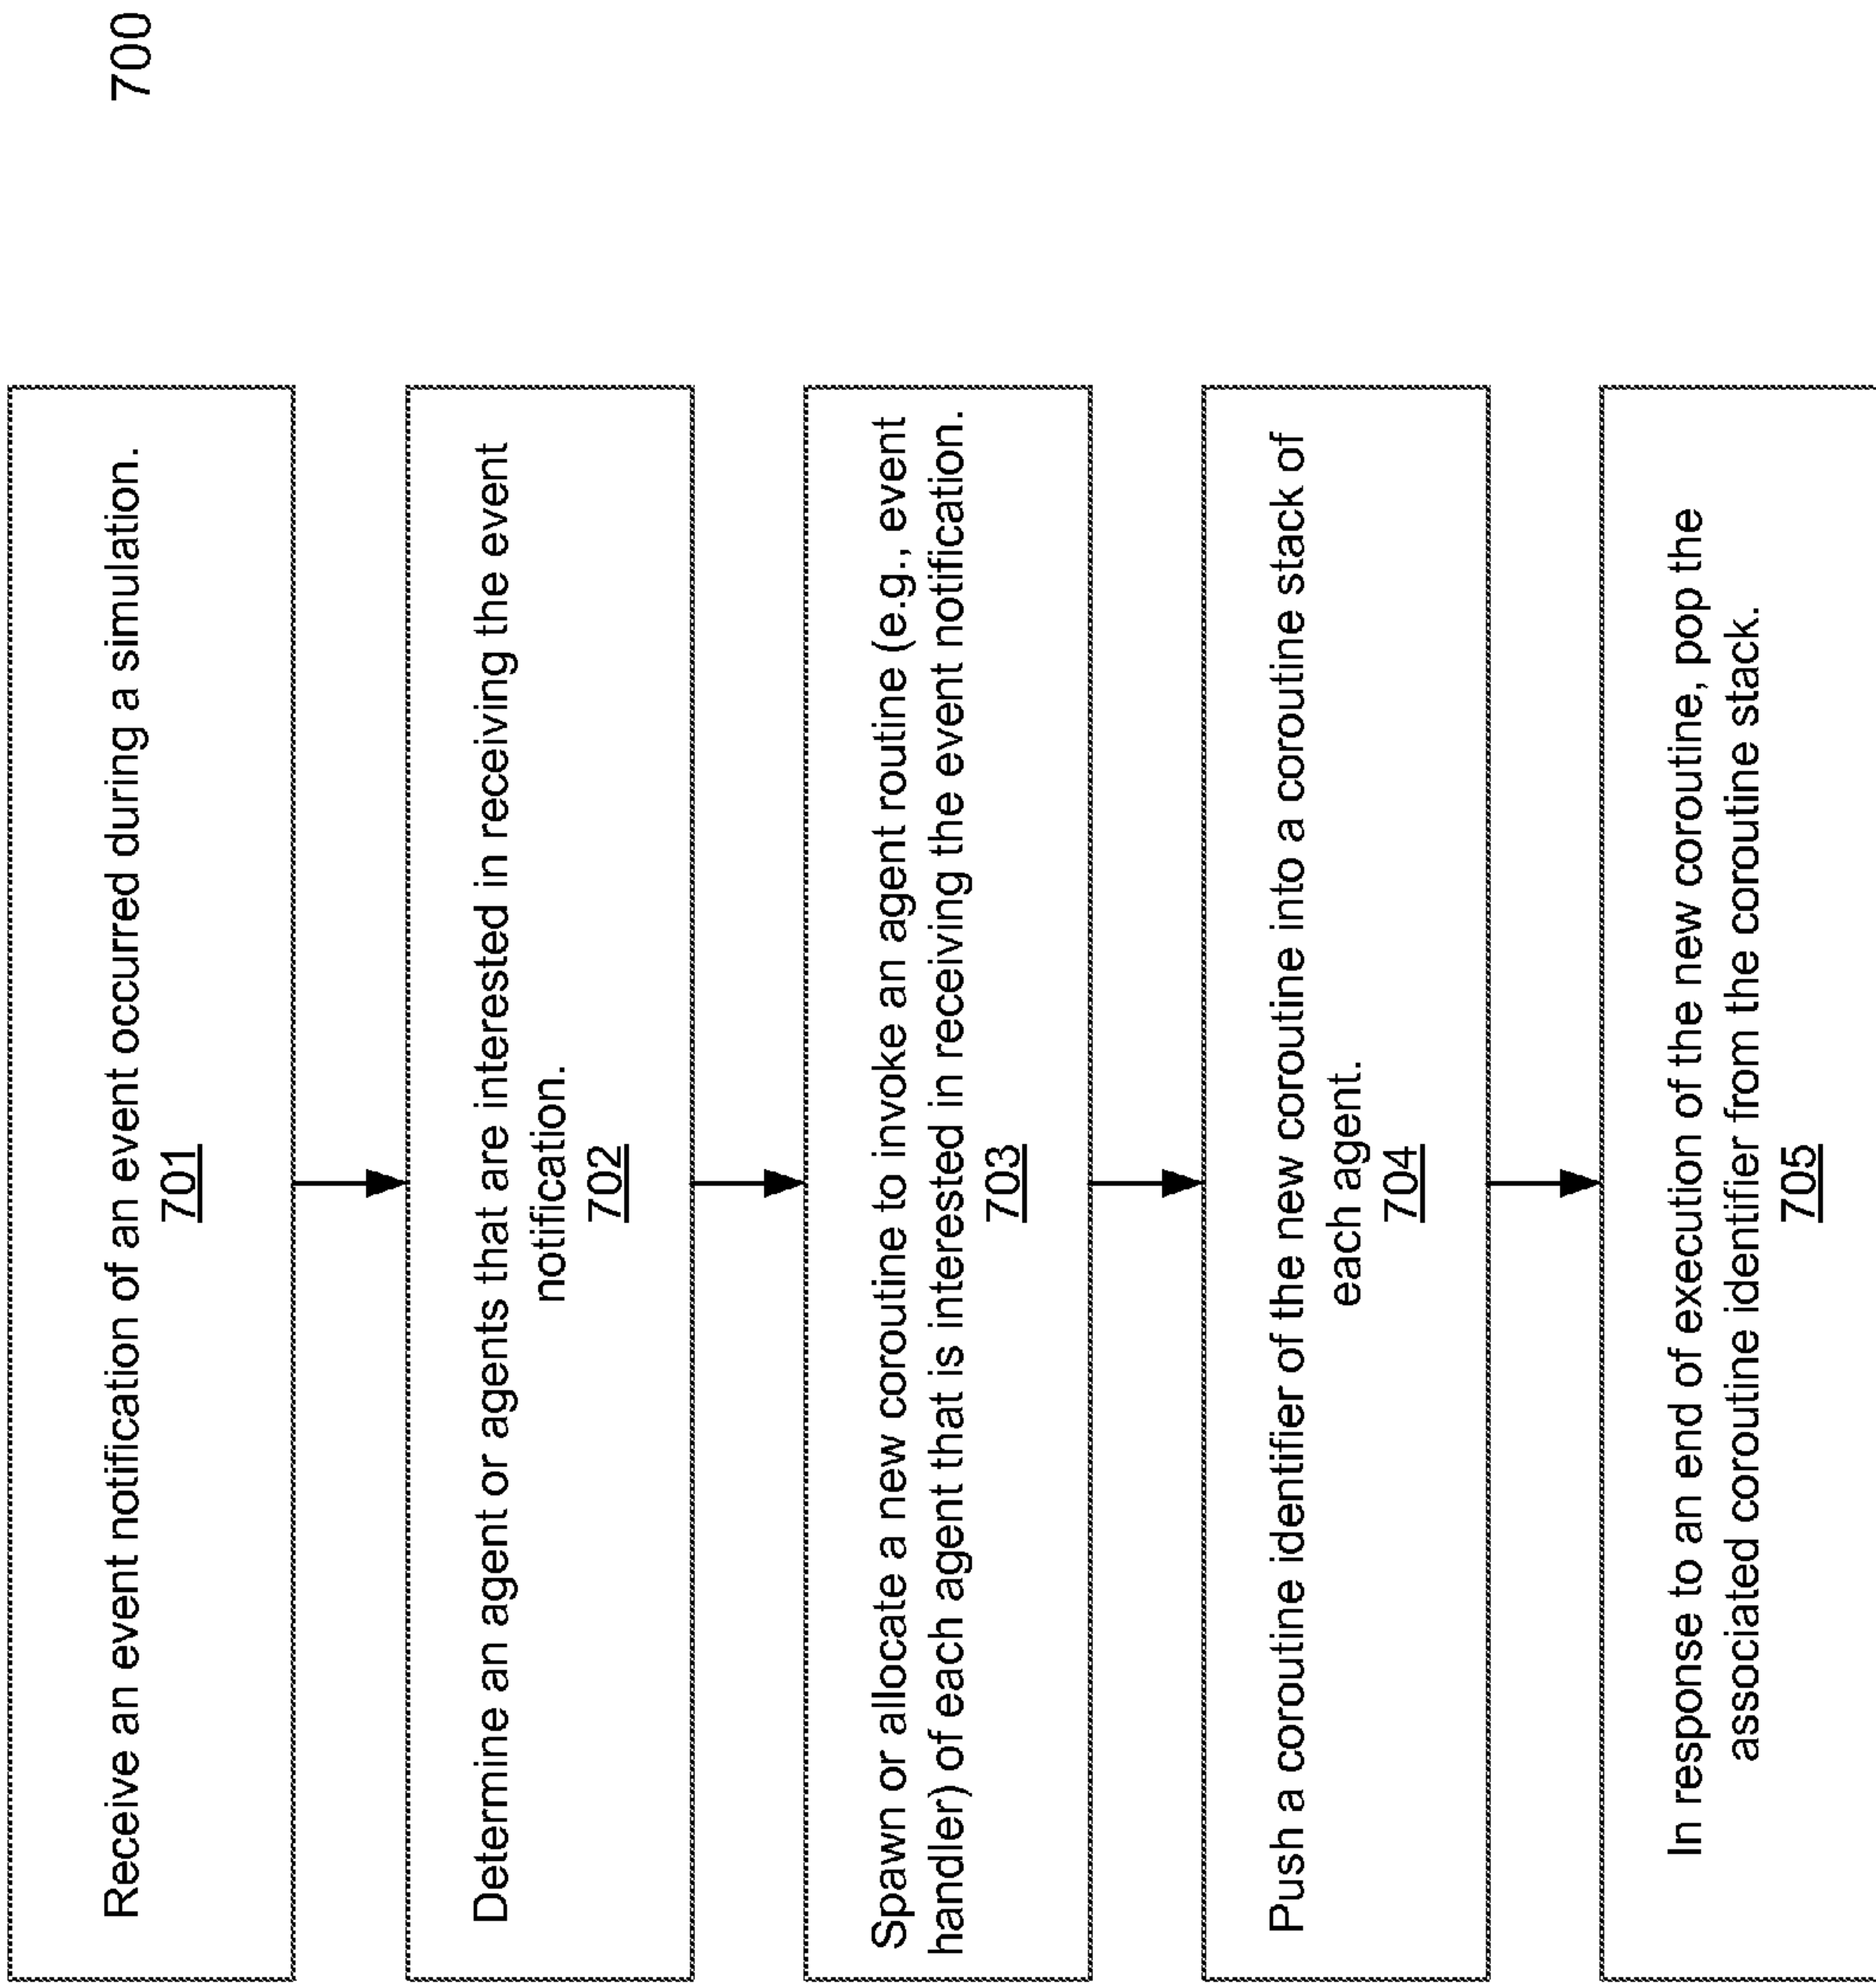 700
Receive an event notification of an event occurred during a simulation.
701
Determine an agent or agents that are interested in receiving the event
notification.
702
Spawn or allocate a new coroutine to invoke an agent routine (e.g., event
handler) of each agent that is interested in receiving the event notification.
703
Push a coroutine identifier of the new coroutine into a coroutine stack of
each agent.
704
In response to an end of execution of the new coroutine, pop the
associated coroutine identifier from the coroutine stack.
705